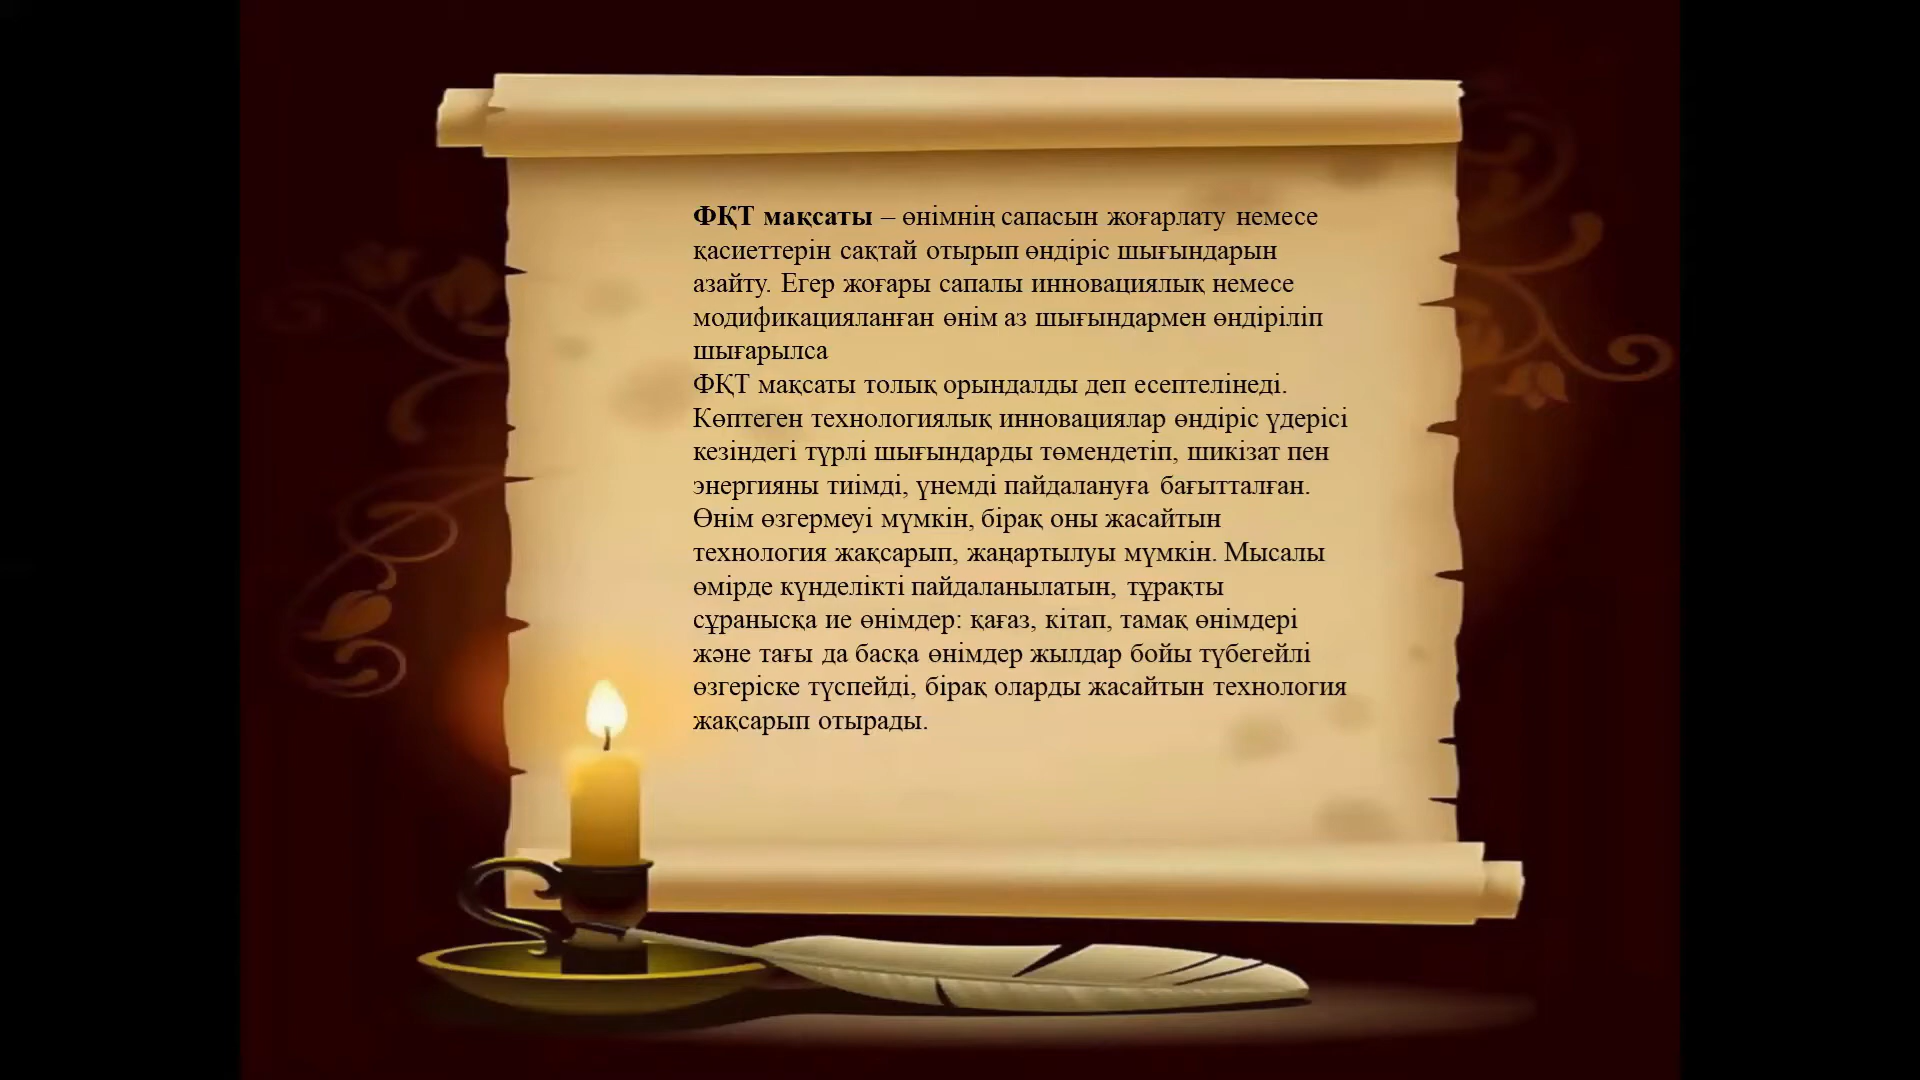 ФҚТ мақсаты – өнімнің сапасын жоғарлату немесе
қасиеттерін сақтай отырып өндіріс шығындарын
азайту. Егер жоғары сапалы инновациялық немесе
модификацияланған өнім аз шығындармен өндіріліп
шығарылса
ФҚТ мақсаты толық орындалды деп есептелінеді.
Көптеген технологиялық инновациялар өндіріс үдерісі
кезіндегі түрлі шығындарды төмендетіп, шикізат пен
энергияны тиімді, үнемді пайдалануға бағытталған.
Өнім өзгермеуі мүмкін, бірақ оны жасайтын
технология жақсарып, жаңартылуы мүмкін. Мысалы
өмірде күнделікті пайдаланылатын, тұрақты
сұранысқа ие өнімдер: қағаз, кітап, тамақ өнімдері
және тағы да басқа өнімдер жылдар бойы түбегейлі
өзгеріске түспейді, бірақ оларды жасайтын технология
жақсарып отырады.